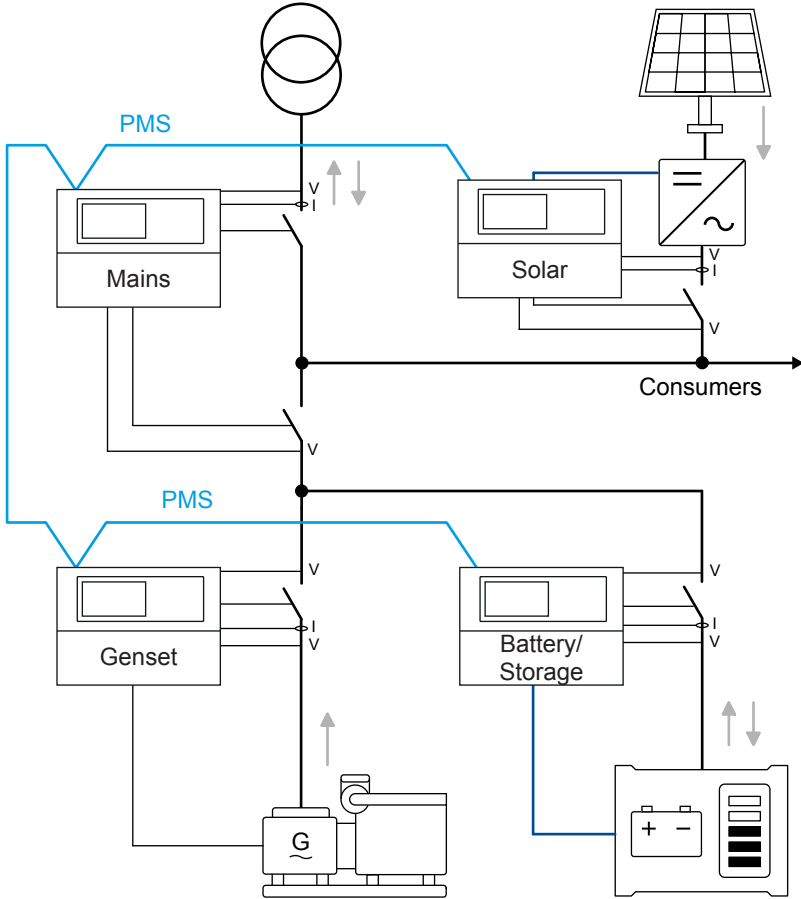 PMS
V
I
Mains
Solar
V
I
V
Consumers
V
PMS
V
I
V
Genset
V
I
V
Battery/
Storage
G
+ −